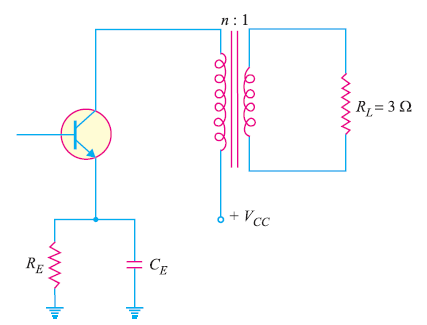 n : 1
R_L = 3 Ω
+ V_CC
R_E
C_E